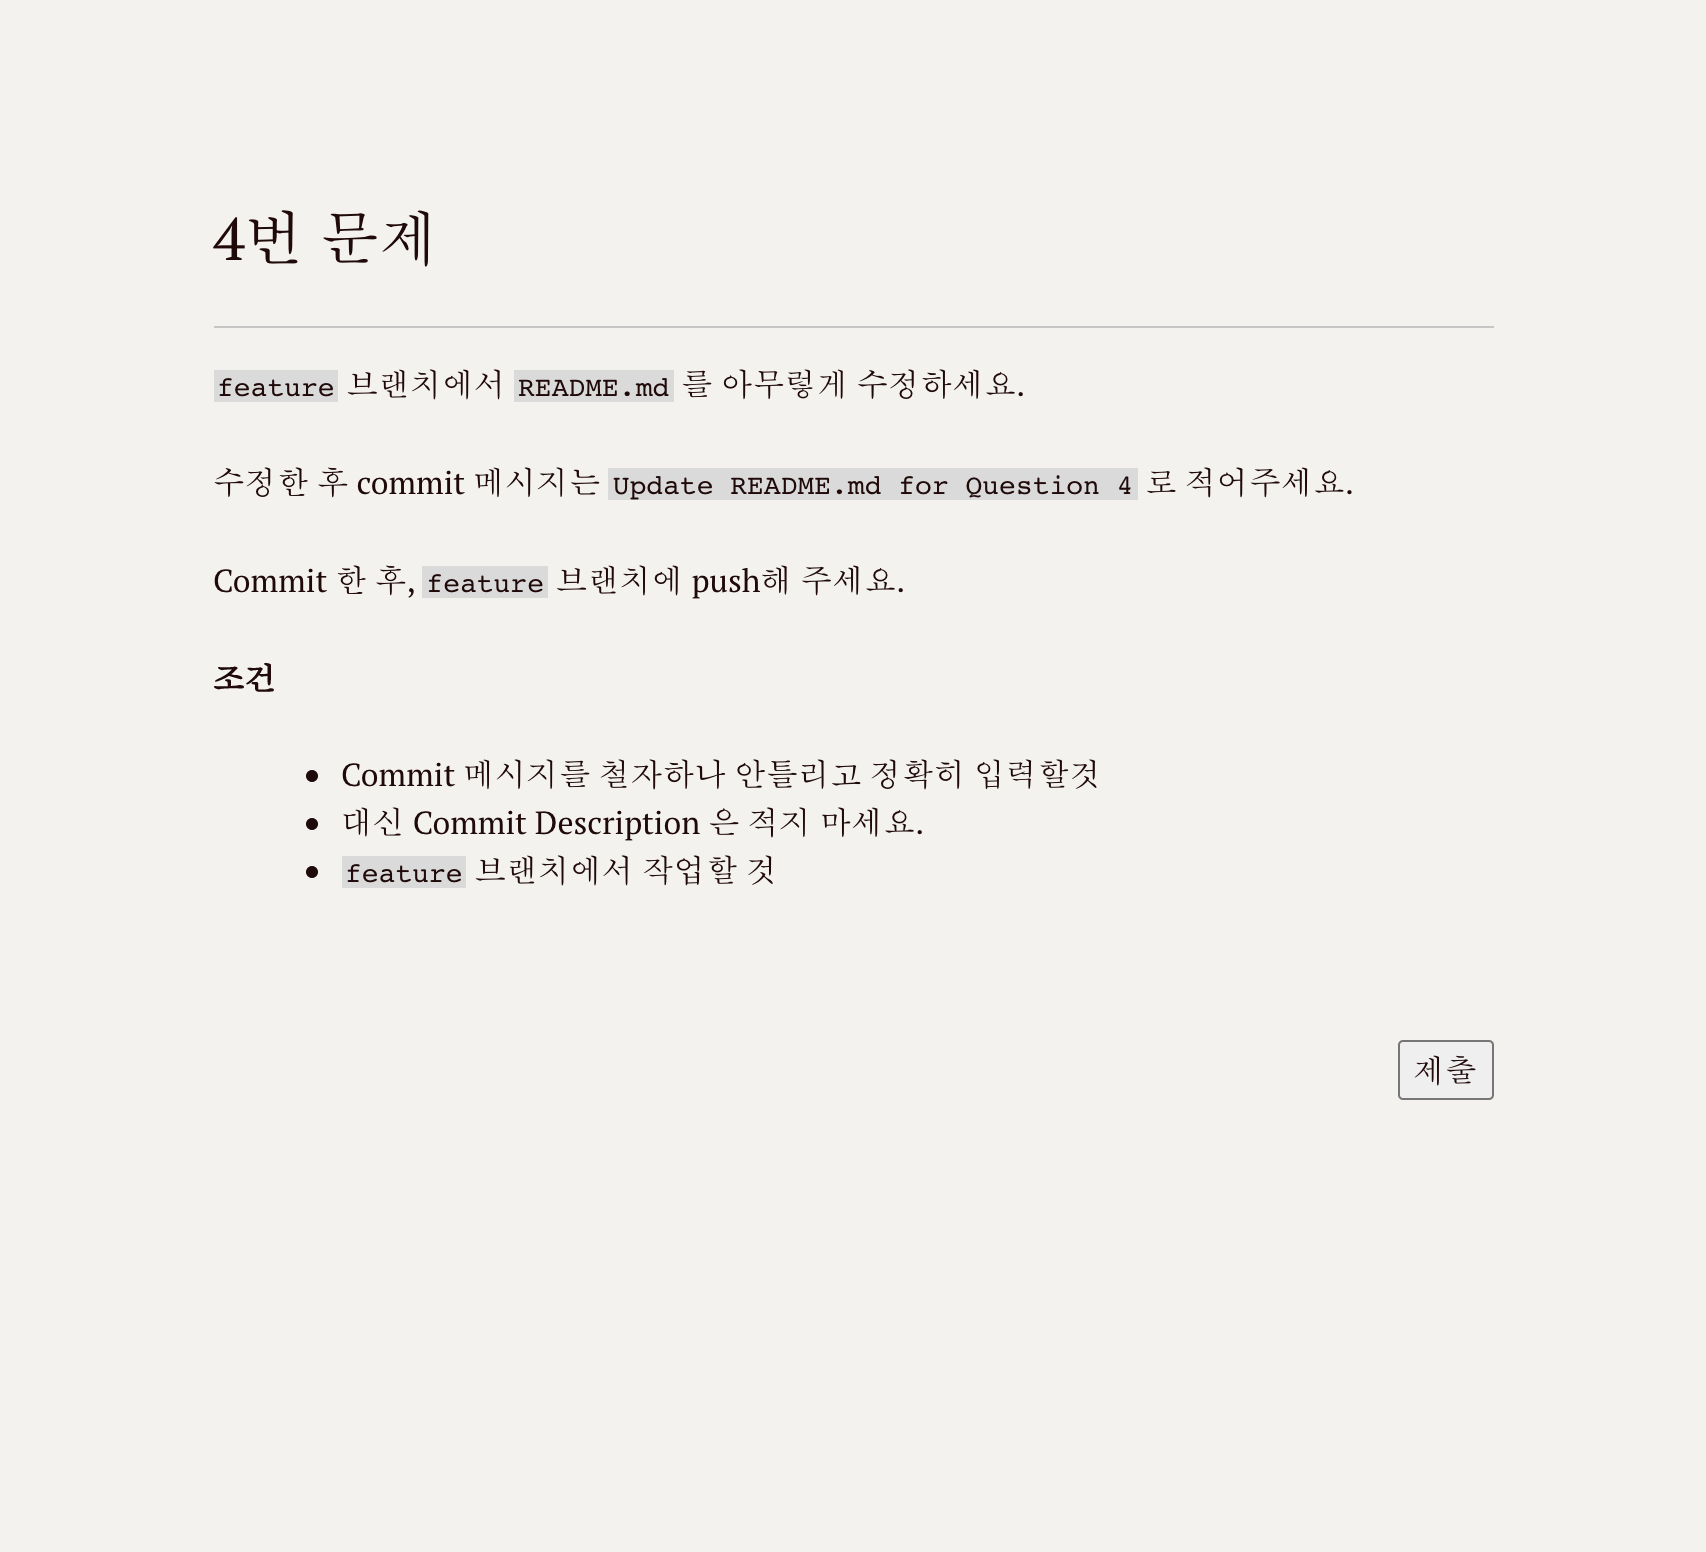 4번 문제
feature 브랜치에서 README.md 를 아무렇게 수정하세요.
수정한 후 commit 메시지는 Update README.md for Question 4 로 적어주세요.
Commit 한 후, feature 브랜치에 push해 주세요.
조건
• Commit 메시지를 철자하나 안틀리고 정확히 입력할것
• 대신 Commit Description 은 적지 마세요.
• feature 브랜치에서 작업할 것
제출